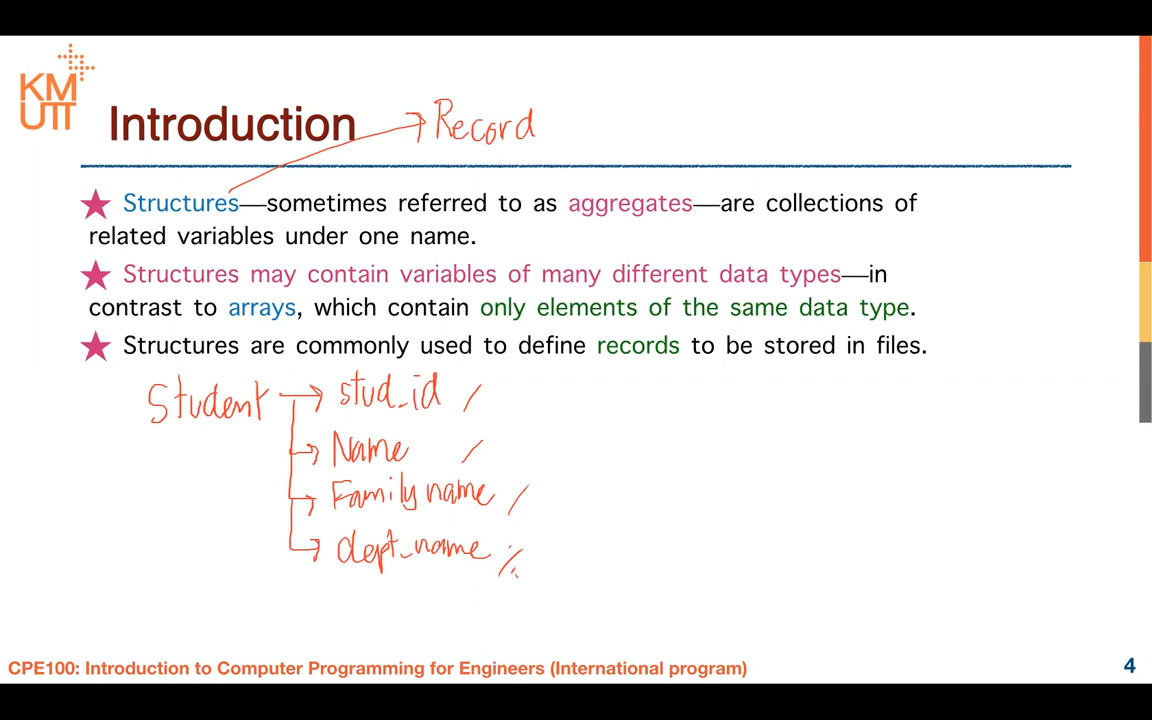 KM
UTT
Introduction
Record
Structures—sometimes referred to as aggregates—are collections of
related variables under one name.
Structures may contain variables of many different data types—in
contrast to arrays, which contain only elements of the same data type.
Structures are commonly used to define records to be stored in files.
Student
stud_id
Name
Family name
dept_name
CPE100: Introduction to Computer Programming for Engineers (International program)
4